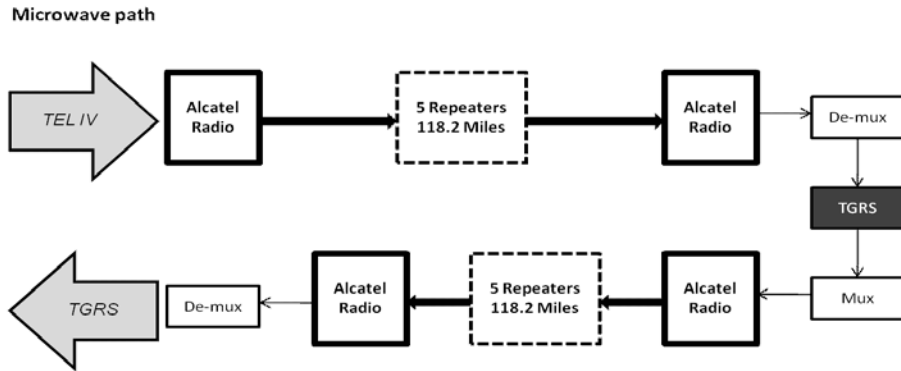 Microwave path
TEL IV
Alcatel
Radio
5 Repeaters
118.2 Miles
Alcatel
Radio
De-mux
TGRS
Mux
Alcatel
Radio
5 Repeaters
118.2 Miles
Alcatel
Radio
De-mux
TGRS